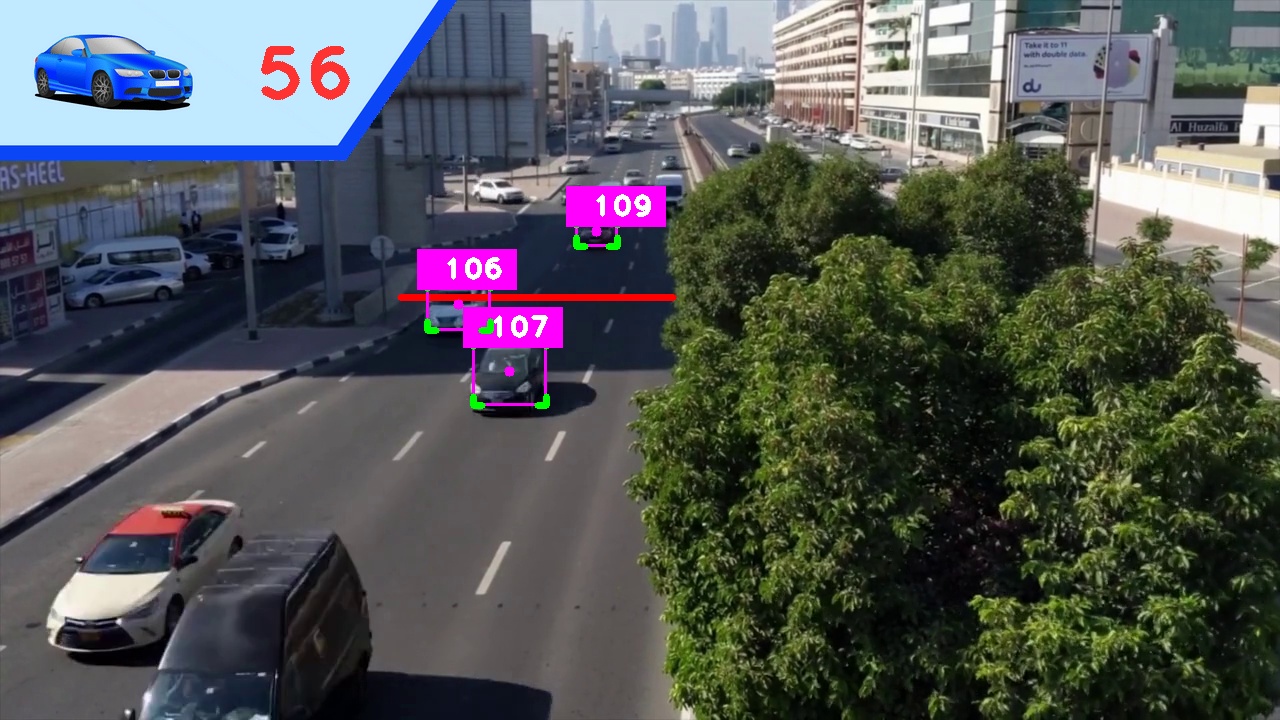 56
AS-HEEL
109
106
107
Take it to 11
with double data.
du
Al Huzaifa